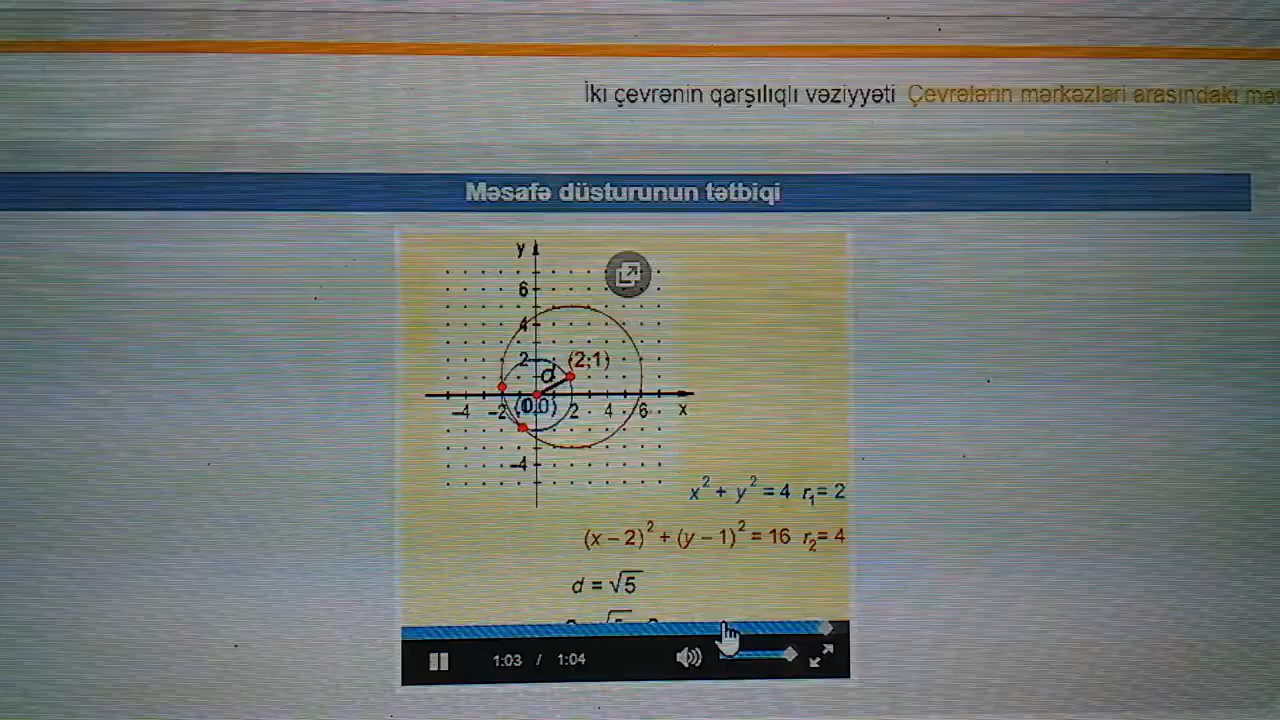 İki çevrənin qarşılıqlı vəziyyəti Çevrələrin mərkəzləri arasındakı
Məsafə düsturunun tətbiqi
y
6
4
2 d (2;1)
-4 -2 (0;0) 2 4 6 x
-4
x² + y² = 4 r₁ = 2
(x – 2)² + (y – 1)² = 16 r₂ = 4
d = √5
1:03 / 1:04